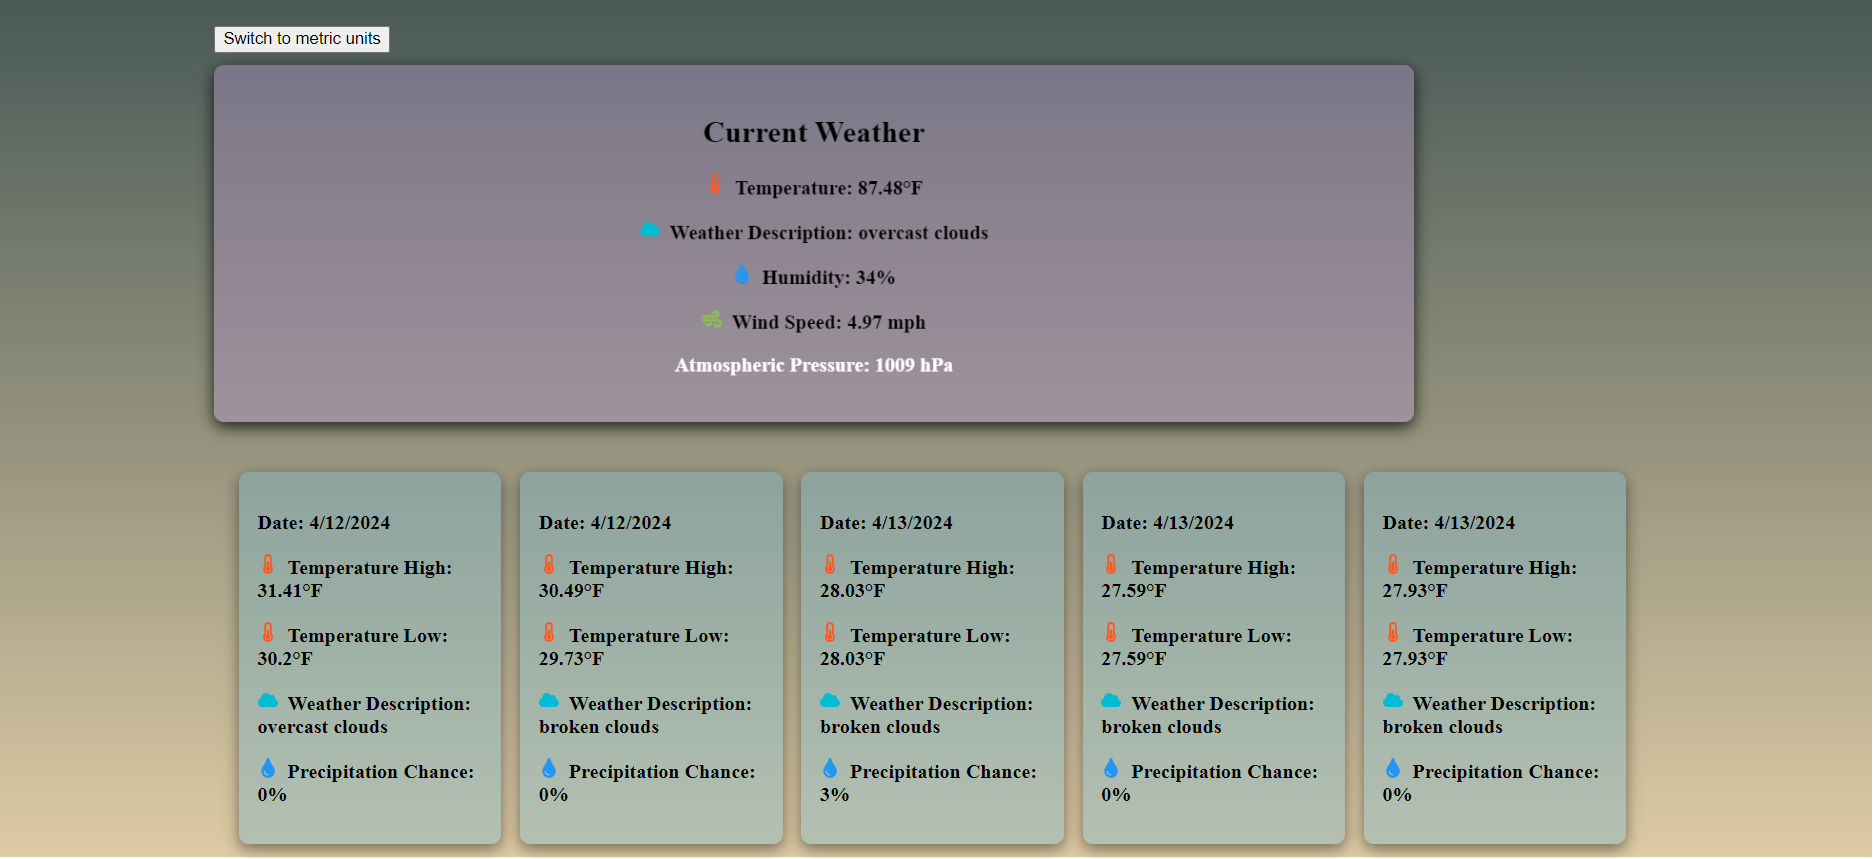 Switch to metric units
Current Weather
Temperature: 87.48°F
Weather Description: overcast clouds
Humidity: 34%
Wind Speed: 4.97 mph
Atmospheric Pressure: 1009 hPa
Date: 4/12/2024
Temperature High:
31.41°F
Temperature Low:
30.2°F
Weather Description:
overcast clouds
Precipitation Chance:
0%
Date: 4/12/2024
Temperature High:
30.49°F
Temperature Low:
29.73°F
Weather Description:
broken clouds
Precipitation Chance:
0%
Date: 4/13/2024
Temperature High:
28.03°F
Temperature Low:
28.03°F
Weather Description:
broken clouds
Precipitation Chance:
3%
Date: 4/13/2024
Temperature High:
27.59°F
Temperature Low:
27.59°F
Weather Description:
broken clouds
Precipitation Chance:
0%
Date: 4/13/2024
Temperature High:
27.93°F
Temperature Low:
27.93°F
Weather Description:
broken clouds
Precipitation Chance:
0%